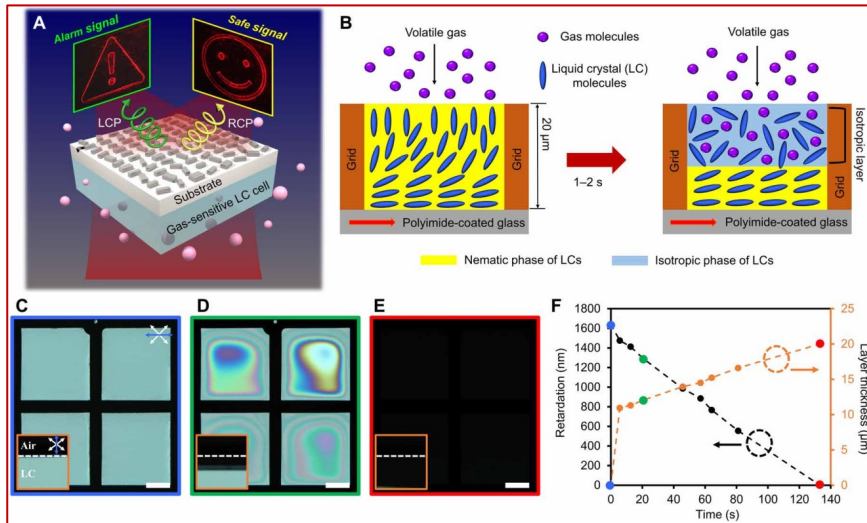 A
Alarm signal
Safe signal
LCP
RCP
Substrate
Gas-sensitive LC cell
B
Volatile gas
Gas molecules
Liquid crystal (LC)
molecules
Volatile gas
Grid
Grid
20 μm
1–2 s
Grid
Grid
Isotropic layer
Polyimide-coated glass
Polyimide-coated glass
Nematic phase of LCs
Isotropic phase of LCs
C
Air
LC
D
E
F
Retardation (nm)
1800
1600
1400
1200
1000
800
600
400
200
0
25
20
15
10
5
0
Layer thickness (μm)
0 20 40 60 80 100 120 140
Time (s)